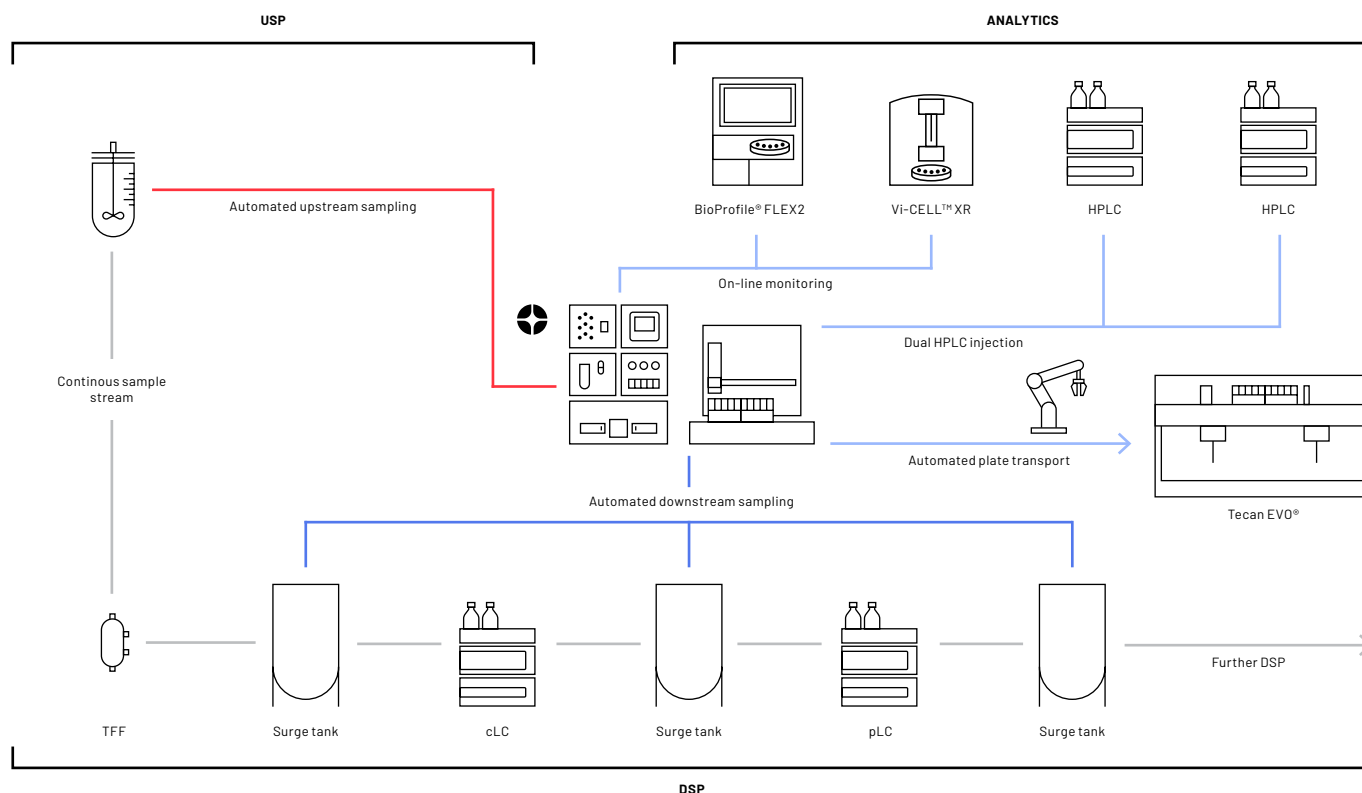 USP
ANALYTICS
BioProfile® FLEX2
Vi-CELL™ XR
HPLC
HPLC
Automated upstream sampling
On-line monitoring
Dual HPLC injection
Continous sample
stream
Automated plate transport
Automated downstream sampling
Tecan EVO®
Further DSP
TFF
Surge tank
cLC
Surge tank
pLC
Surge tank
DSP